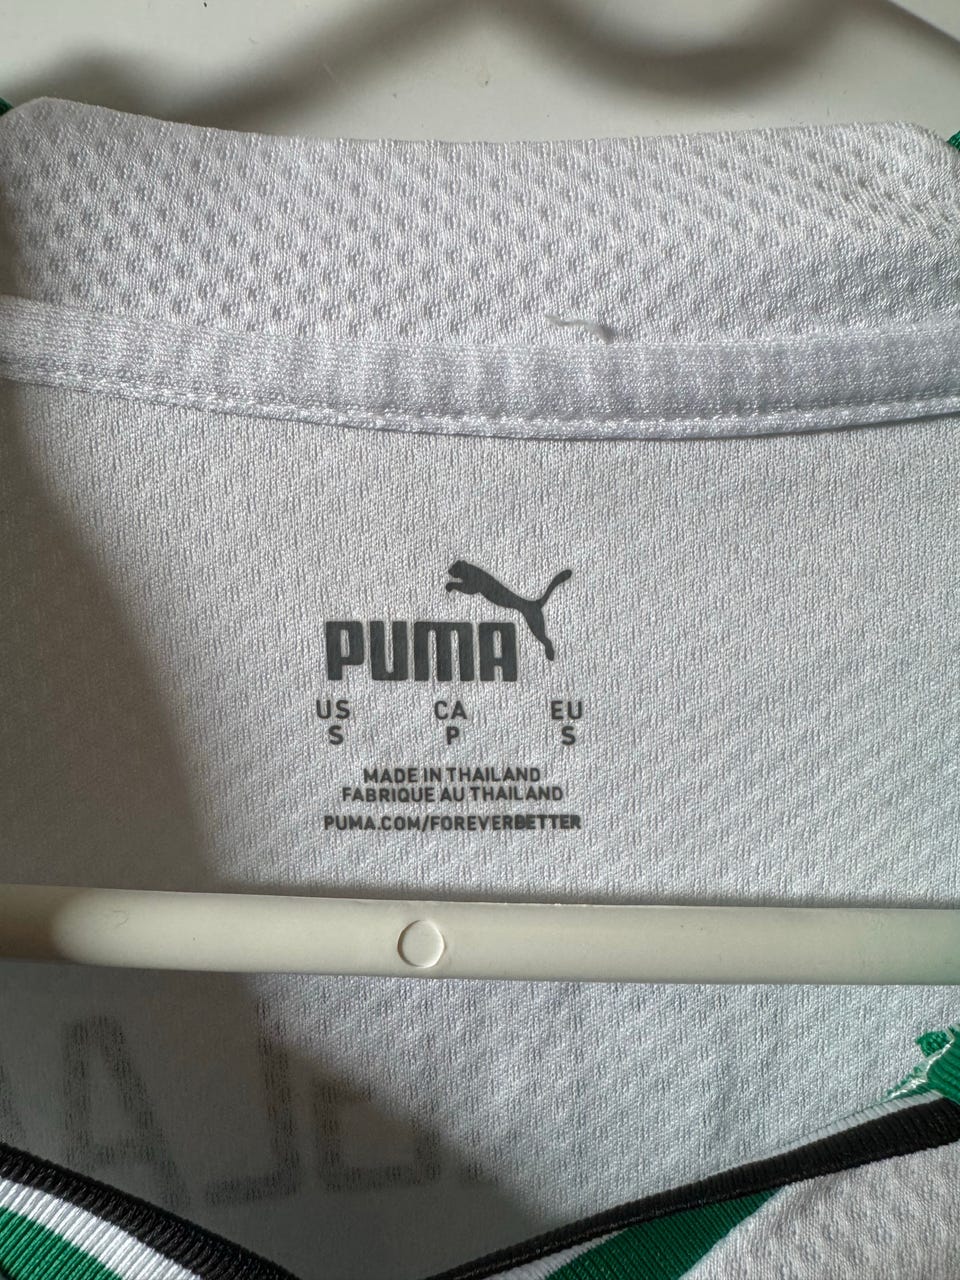 PUMA
US CA EU
S P S
MADE IN THAILAND
FABRIQUE AU THAILAND
PUMA.COM/FOREVERBETTER